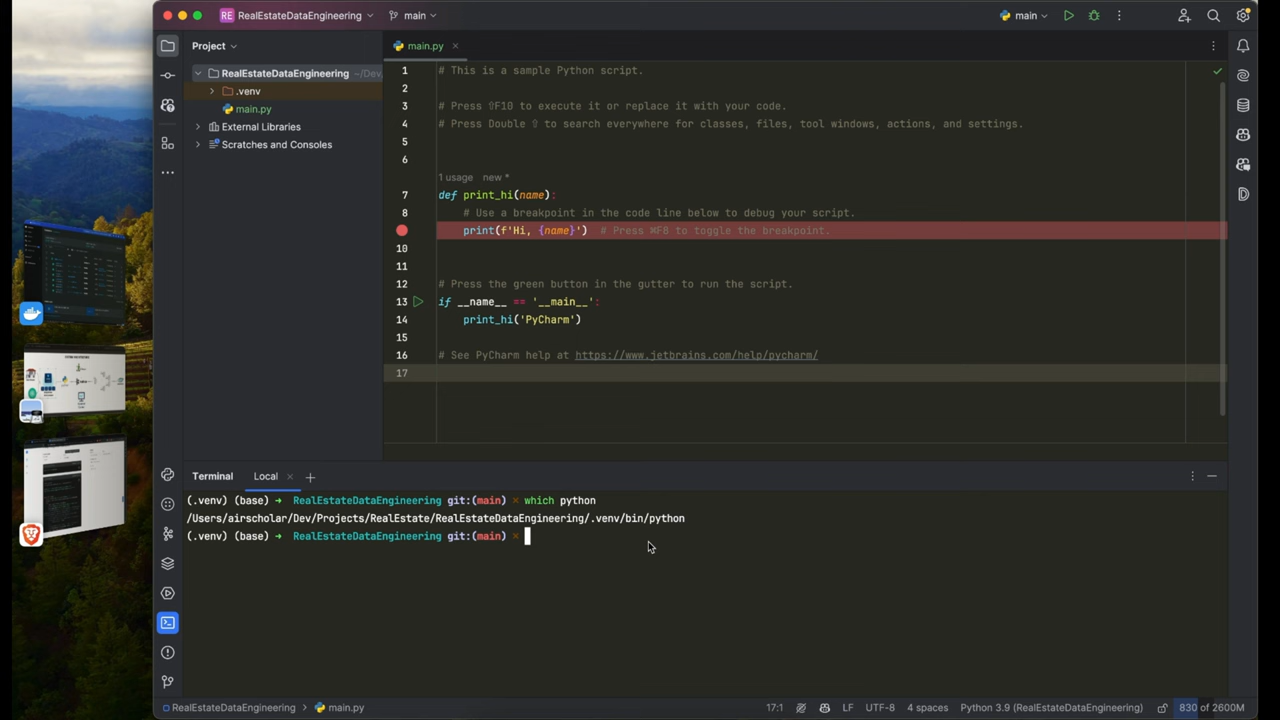 RE RealEstateDataEngineering main main
Project
main.py
RealEstateDataEngineering ~/Dev/
.venv
main.py
External Libraries
Scratches and Consoles
1 # This is a sample Python script.
2
3 # Press ⇧F10 to execute it or replace it with your code.
4 # Press Double ⇧ to search everywhere for classes, files, tool windows, actions, and settings.
5
6
1 usage new *
7 def print_hi(name):
8 # Use a breakpoint in the code line below to debug your script.
print(f'Hi, {name}') # Press ⌘F8 to toggle the breakpoint.
10
11
12 # Press the green button in the gutter to run the script.
13 if __name__ == '__main__':
14 print_hi('PyCharm')
15
16 # See PyCharm help at https://www.jetbrains.com/help/pycharm/
17
Terminal Local
(.venv) (base) → RealEstateDataEngineering git:(main) × which python
/Users/airscholar/Dev/Projects/RealEstate/RealEstateDataEngineering/.venv/bin/python
(.venv) (base) → RealEstateDataEngineering git:(main) ×
RealEstateDataEngineering > main.py 17:1 LF UTF-8 4 spaces Python 3.9 (RealEstateDataEngineering) 830 of 2600M